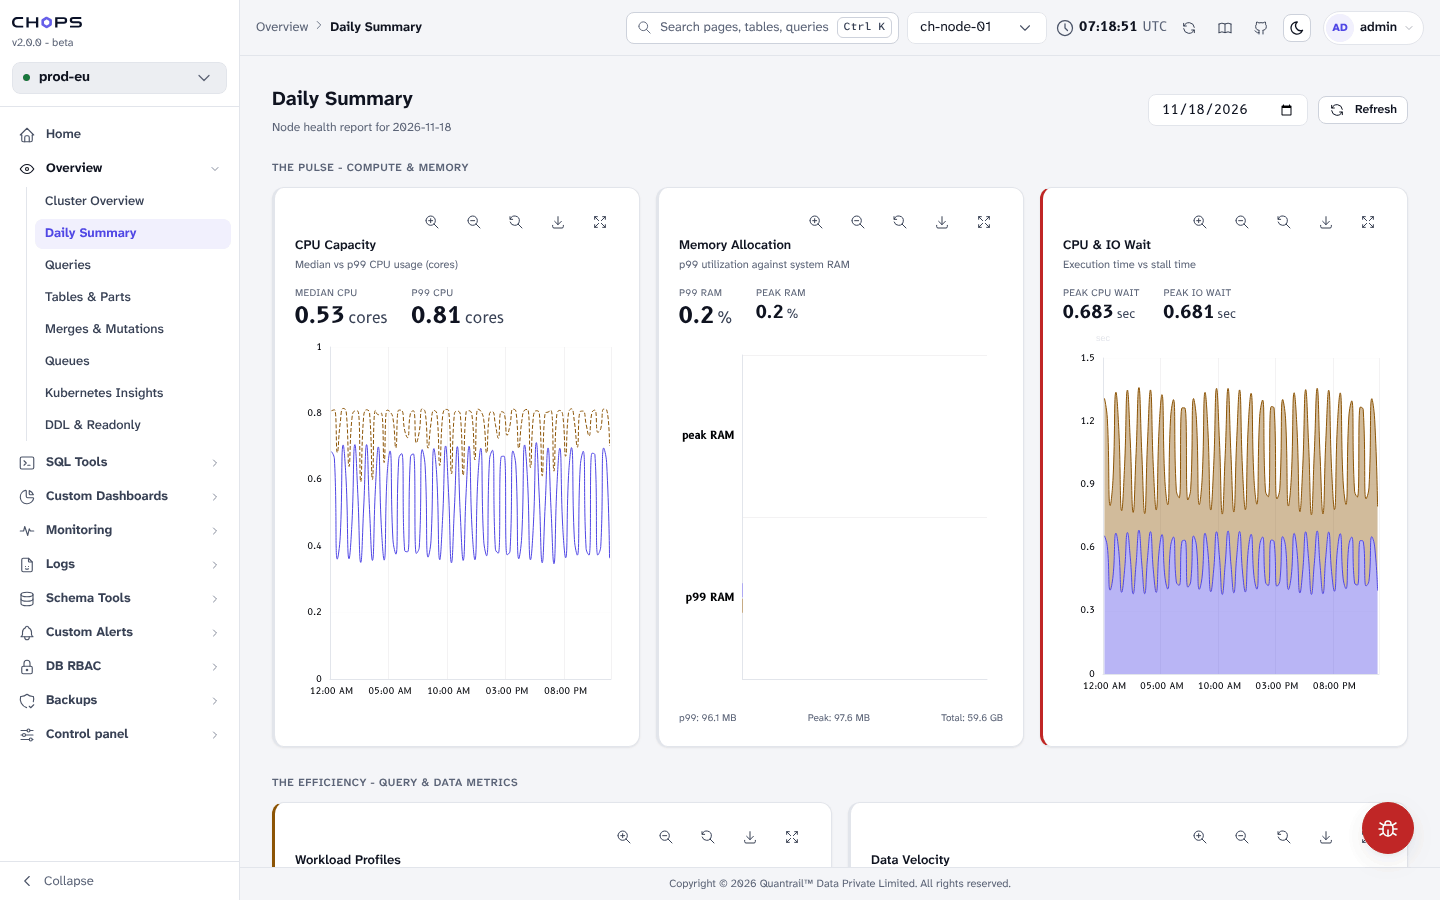 CHOPS
v2.0.0 - beta
prod-eu
Home
Overview
Cluster Overview
Daily Summary
Queries
Tables & Parts
Merges & Mutations
Queues
Kubernetes Insights
DDL & Readonly
SQL Tools
Custom Dashboards
Monitoring
Logs
Schema Tools
Custom Alerts
DB RBAC
Backups
Control panel
Collapse
Overview > Daily Summary
Search pages, tables, queries Ctrl K
ch-node-01
07:18:51 UTC
AD admin
Daily Summary
Node health report for 2026-11-18
11/18/2026
Refresh
THE PULSE - COMPUTE & MEMORY
CPU Capacity
Median vs p99 CPU usage (cores)
MEDIAN CPU P99 CPU
0.53 cores 0.81 cores
1
0.8
0.6
0.4
0.2
0
12:00 AM 05:00 AM 10:00 AM 03:00 PM 08:00 PM
Memory Allocation
p99 utilization against system RAM
P99 RAM PEAK RAM
0.2 % 0.2 %
peak RAM
p99 RAM
p99: 96.1 MB Peak: 97.6 MB Total: 59.6 GB
CPU & IO Wait
Execution time vs stall time
PEAK CPU WAIT PEAK IO WAIT
0.683 sec 0.681 sec
sec
1.5
1.2
0.9
0.6
0.3
0
12:00 AM 05:00 AM 10:00 AM 03:00 PM 08:00 PM
THE EFFICIENCY - QUERY & DATA METRICS
Workload Profiles
Data Velocity
Copyright © 2026 Quantrail™ Data Private Limited. All rights reserved.